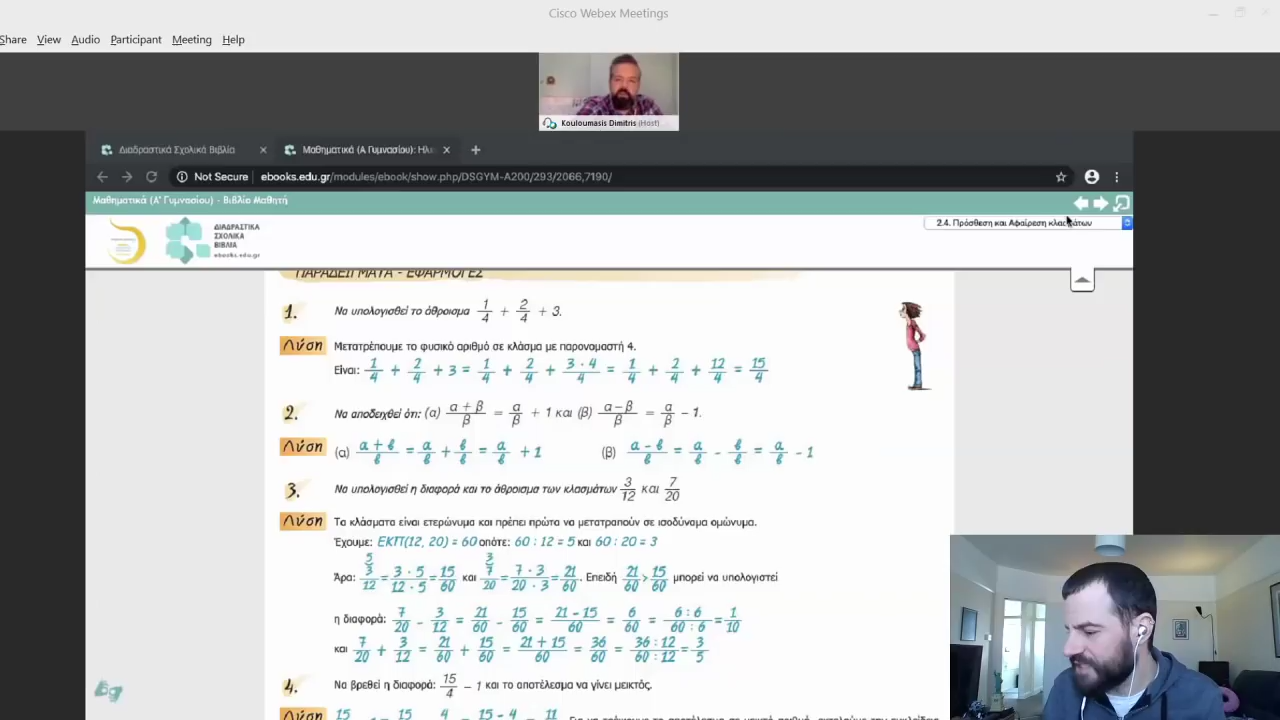 Cisco Webex Meetings
Share View Audio Participant Meeting Help
Kouloumasis Dimitris (Host)
Διαδραστικά Σχολικά Βιβλία
Μαθηματικά (Α Γυμνασίου): Ηλε
Not Secure ebooks.edu.gr/modules/ebook/show.php/DSGYM-A200/293/2066,7190/
Μαθηματικά (Α' Γυμνασίου) - Βιβλίο Μαθητή
ΔΙΑΔΡΑΣΤΙΚΑ
ΣΧΟΛΙΚΑ
ΒΙΒΛΙΑ
ebooks.edu.gr
2.4. Πρόσθεση και Αφαίρεση κλασμάτων
ΠΑΡΑΔΕΙΓΜΑΤΑ - ΕΦΑΡΜΟΓΕΣ
1. Να υπολογισθεί το άθροισμα 1/4 + 2/4 + 3.
Λύση Μετατρέπουμε το φυσικό αριθμό σε κλάσμα με παρονομαστή 4.
Είναι: 1/4 + 2/4 + 3 = 1/4 + 2/4 + 3·4/4 = 1/4 + 2/4 + 12/4 = 15/4
2. Να αποδειχθεί ότι: (α) α+β/β = α/β + 1 και (β) α−β/β = α/β − 1.
Λύση (α) α+β/β = α/β + β/β = α/β + 1 (β) α−β/β = α/β − β/β = α/β − 1
3. Να υπολογισθεί η διαφορά και το άθροισμα των κλασμάτων 3/12 και 7/20
Λύση Τα κλάσματα είναι ετερώνυμα και πρέπει πρώτα να μετατραπούν σε ισοδύναμα ομώνυμα.
Έχουμε: ΕΚΠ(12, 20) = 60 οπότε: 60 : 12 = 5 και 60 : 20 = 3
Άρα: 5 3/12 = 3·5/12·5 = 15/60 και 3 7/20 = 7·3/20·3 = 21/60. Επειδή 21/60 > 15/60 μπορεί να υπολογιστεί
η διαφορά: 7/20 − 3/12 = 21/60 − 15/60 = 21−15/60 = 6/60 = 6:6/60:6 = 1/10
και 7/20 + 3/12 = 21/60 + 15/60 = 21+15/60 = 36/60 = 36:12/60:12 = 3/5
4. Να βρεθεί η διαφορά: 15/4 − 1 και το αποτέλεσμα να γίνει μεικτός.
Λύση 15 15 4 15 − 4 11